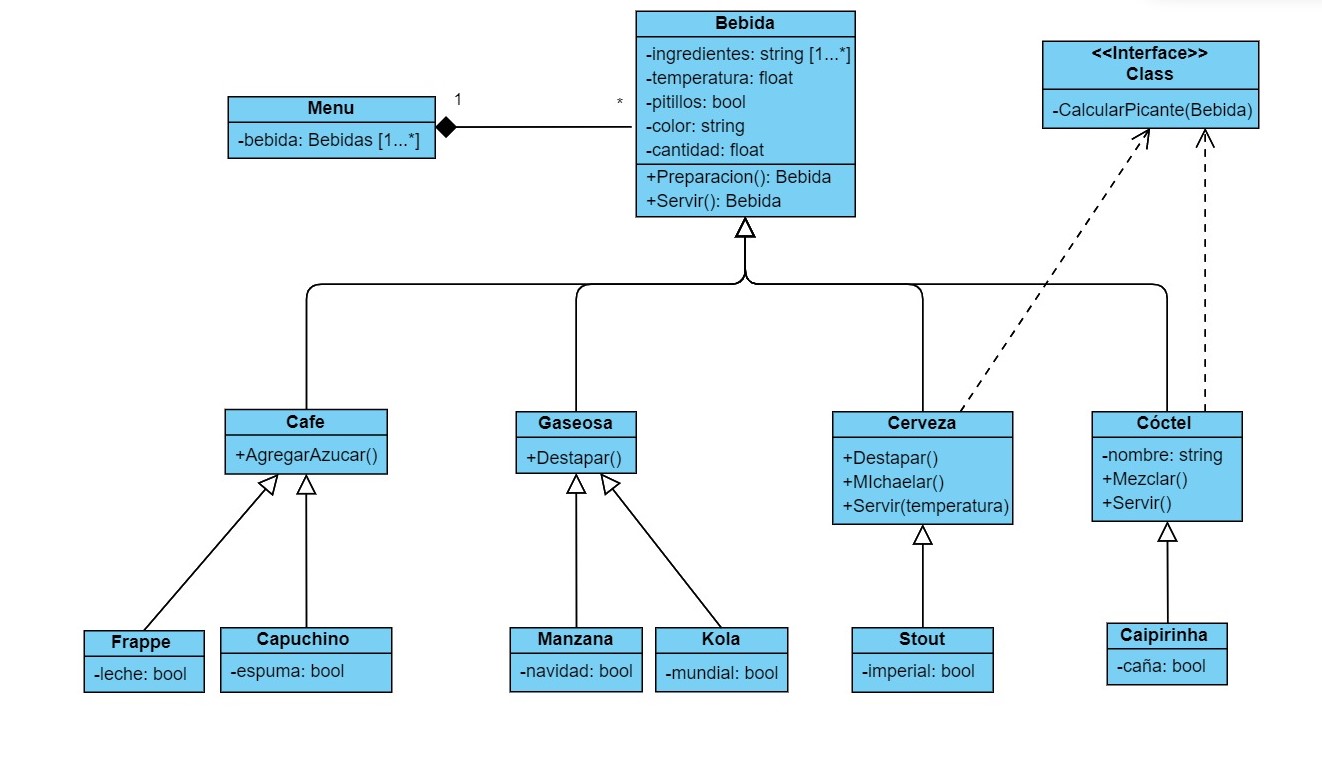 Bebida
-ingredientes: string [1...*]
-temperatura: float
-pitillos: bool
-color: string
-cantidad: float
+Preparacion(): Bebida
+Servir(): Bebida
<<Interface>>
Class
-CalcularPicante(Bebida)
Menu
-bebida: Bebidas [1...*]
1
*
Cafe
+AgregarAzucar()
Gaseosa
+Destapar()
Cerveza
+Destapar()
+MIchaelar()
+Servir(temperatura)
Cóctel
-nombre: string
+Mezclar()
+Servir()
Frappe
-leche: bool
Capuchino
-espuma: bool
Manzana
-navidad: bool
Kola
-mundial: bool
Stout
-imperial: bool
Caipirinha
-caña: bool